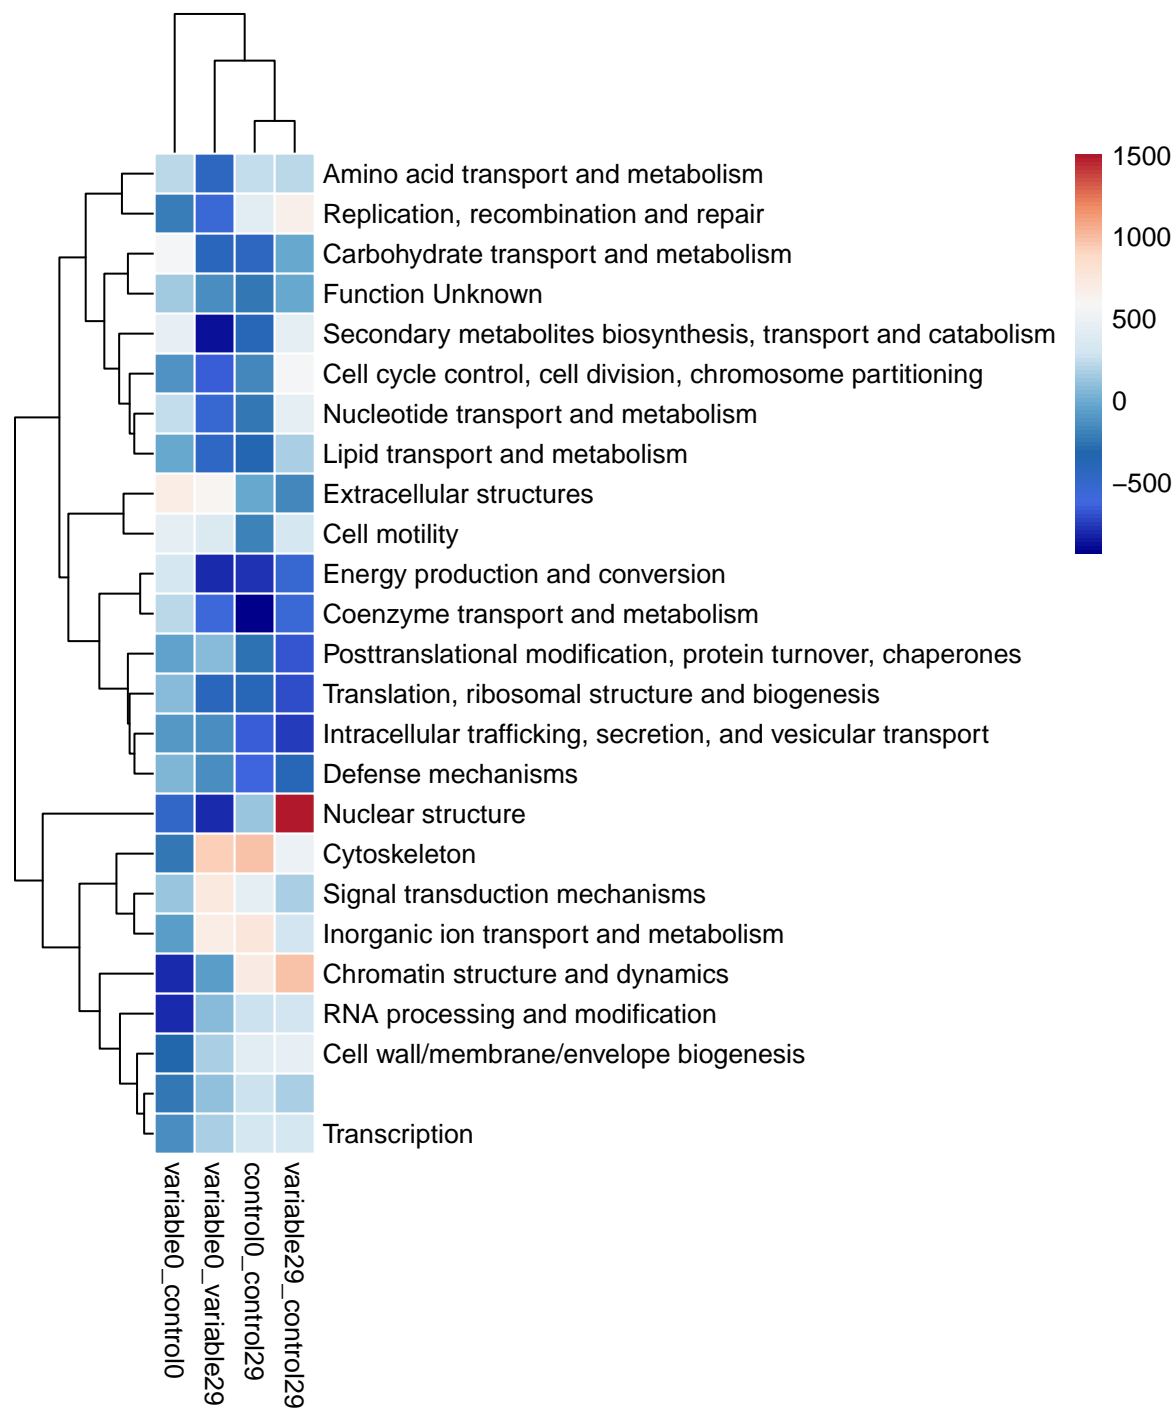 Amino acid transport and metabolism
Replication, recombination and repair
Carbohydrate transport and metabolism
Function Unknown
Secondary metabolites biosynthesis, transport and catabolism
Cell cycle control, cell division, chromosome partitioning
Nucleotide transport and metabolism
Lipid transport and metabolism
Extracellular structures
Cell motility
Energy production and conversion
Coenzyme transport and metabolism
Posttranslational modification, protein turnover, chaperones
Translation, ribosomal structure and biogenesis
Intracellular trafficking, secretion, and vesicular transport
Defense mechanisms
Nuclear structure
Cytoskeleton
Signal transduction mechanisms
Inorganic ion transport and metabolism
Chromatin structure and dynamics
RNA processing and modification
Cell wall/membrane/envelope biogenesis
Transcription
variable0_control0
variable0_variable29
control0_control29
variable29_control29
1500
1000
500
0
−500